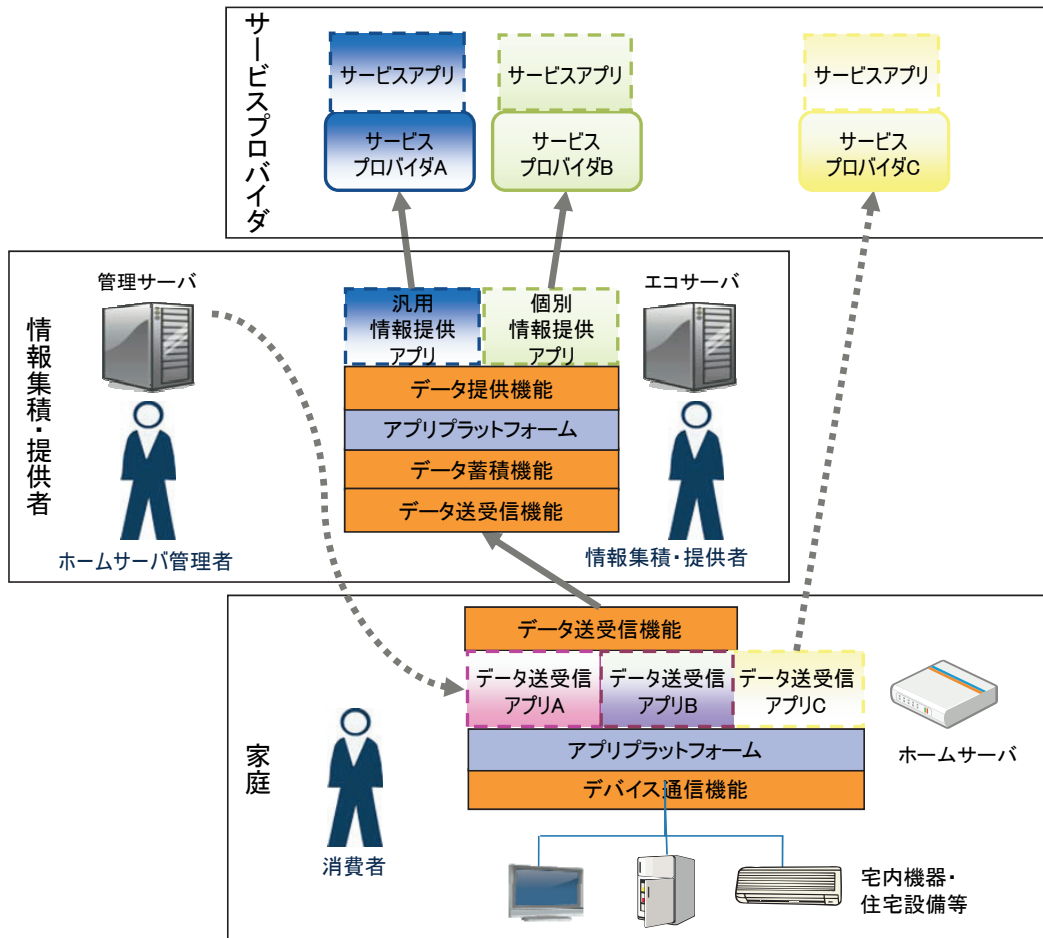 サービスプロバイダ
サービスアプリ
サービス
プロバイダA
サービスアプリ
サービス
プロバイダB
サービスアプリ
サービス
プロバイダC
情報集積・提供者
管理サーバ
ホームサーバ管理者
汎用
情報提供
アプリ
個別
情報提供
アプリ
データ提供機能
アプリプラットフォーム
データ蓄積機能
データ送受信機能
エコサーバ
情報集積・提供者
家庭
消費者
データ送受信機能
データ送受信
アプリA
データ送受信
アプリB
データ送受信
アプリC
アプリプラットフォーム
デバイス通信機能
ホームサーバ
宅内機器・
住宅設備等